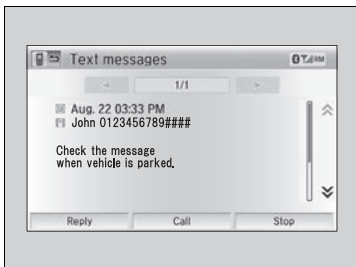 Text messages
1/1
Aug. 22 03:33 PM
John 0123456789####
Check the message
when vehicle is parked.
Reply Call Stop